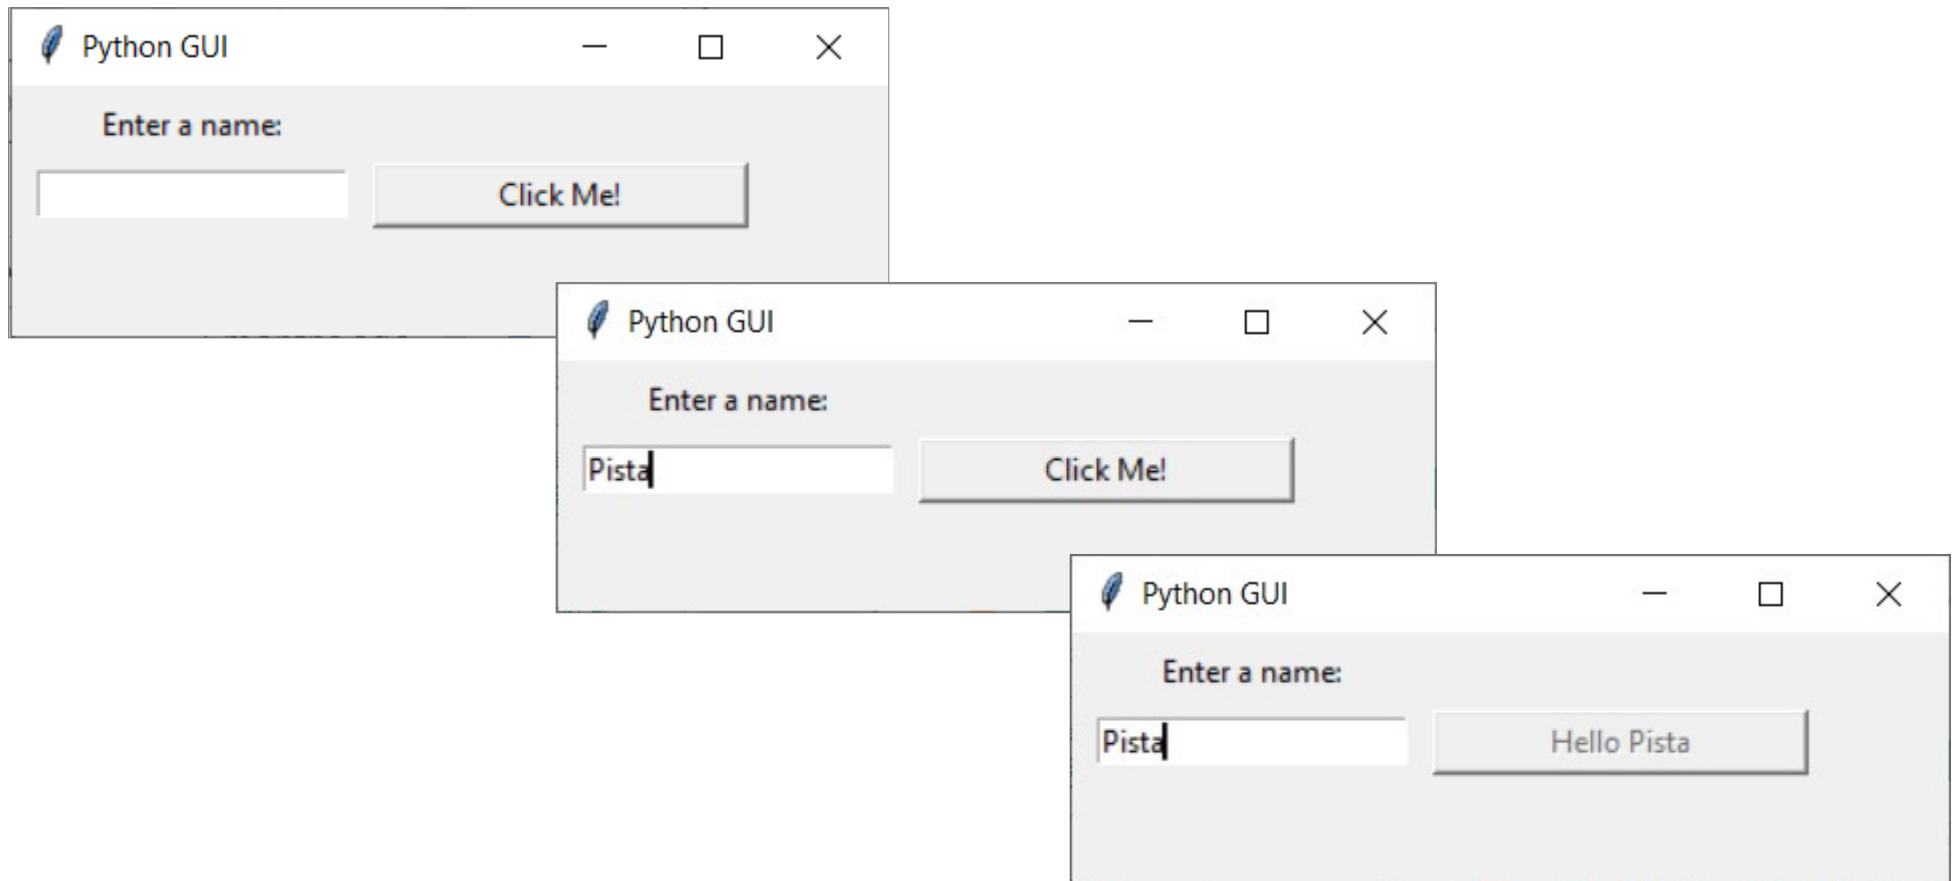 Python GUI
Enter a name:
Click Me!
Python GUI
Enter a name:
Pista
Click Me!
Python GUI
Enter a name:
Pista
Hello Pista